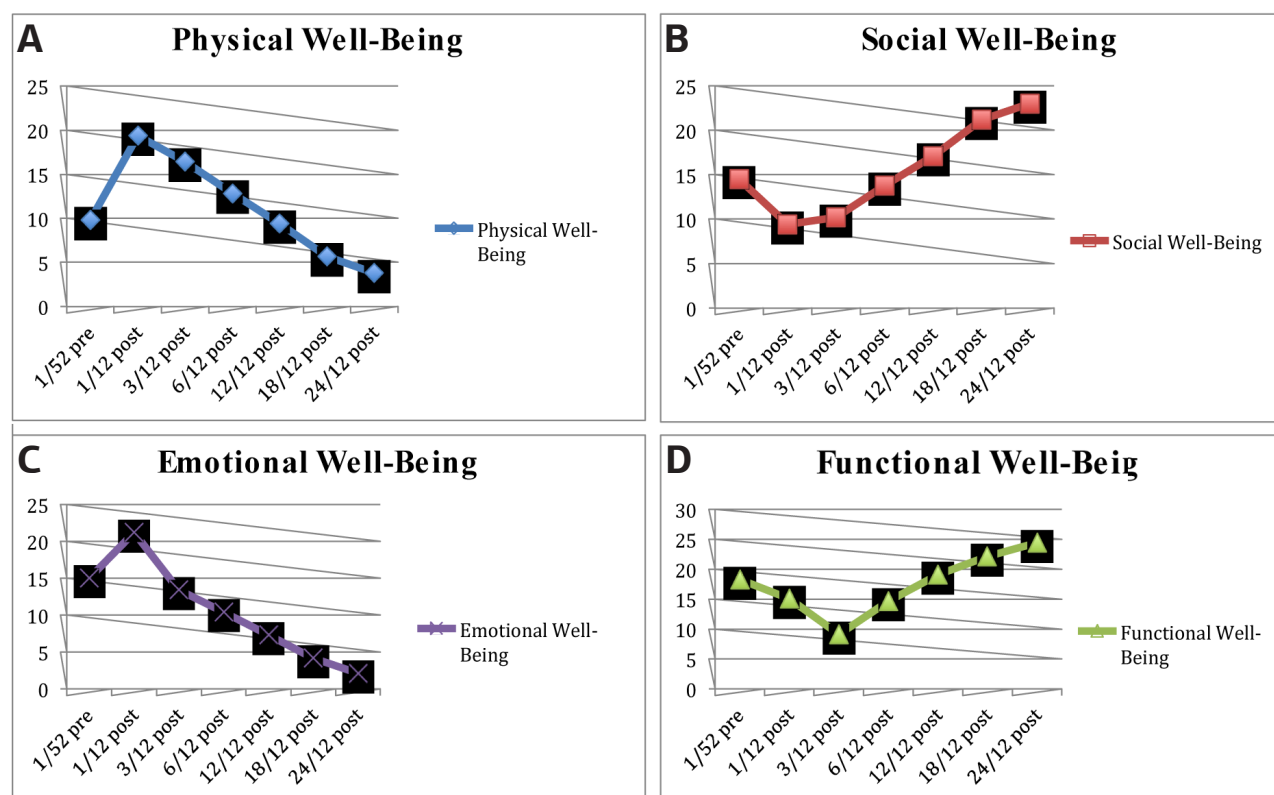 A
Physical Well-Being
25
20
15
10
5
0
1/52 pre
1/12 post
3/12 post
6/12 post
12/12 post
18/12 post
24/12 post
Physical Well-
Being
B
Social Well-Being
25
20
15
10
5
0
1/52 pre
1/12 post
3/12 post
6/12 post
12/12 post
18/12 post
24/12 post
Social Well-Being
C
Emotional Well-Being
25
20
15
10
5
0
1/52 pre
1/12 post
3/12 post
6/12 post
12/12 post
18/12 post
24/12 post
Emotional Well-
Being
D
Functional Well-Beig
30
25
20
15
10
5
0
1/52 pre
1/12 post
3/12 post
6/12 post
12/12 post
18/12 post
24/12 post
Functional Well-
Being